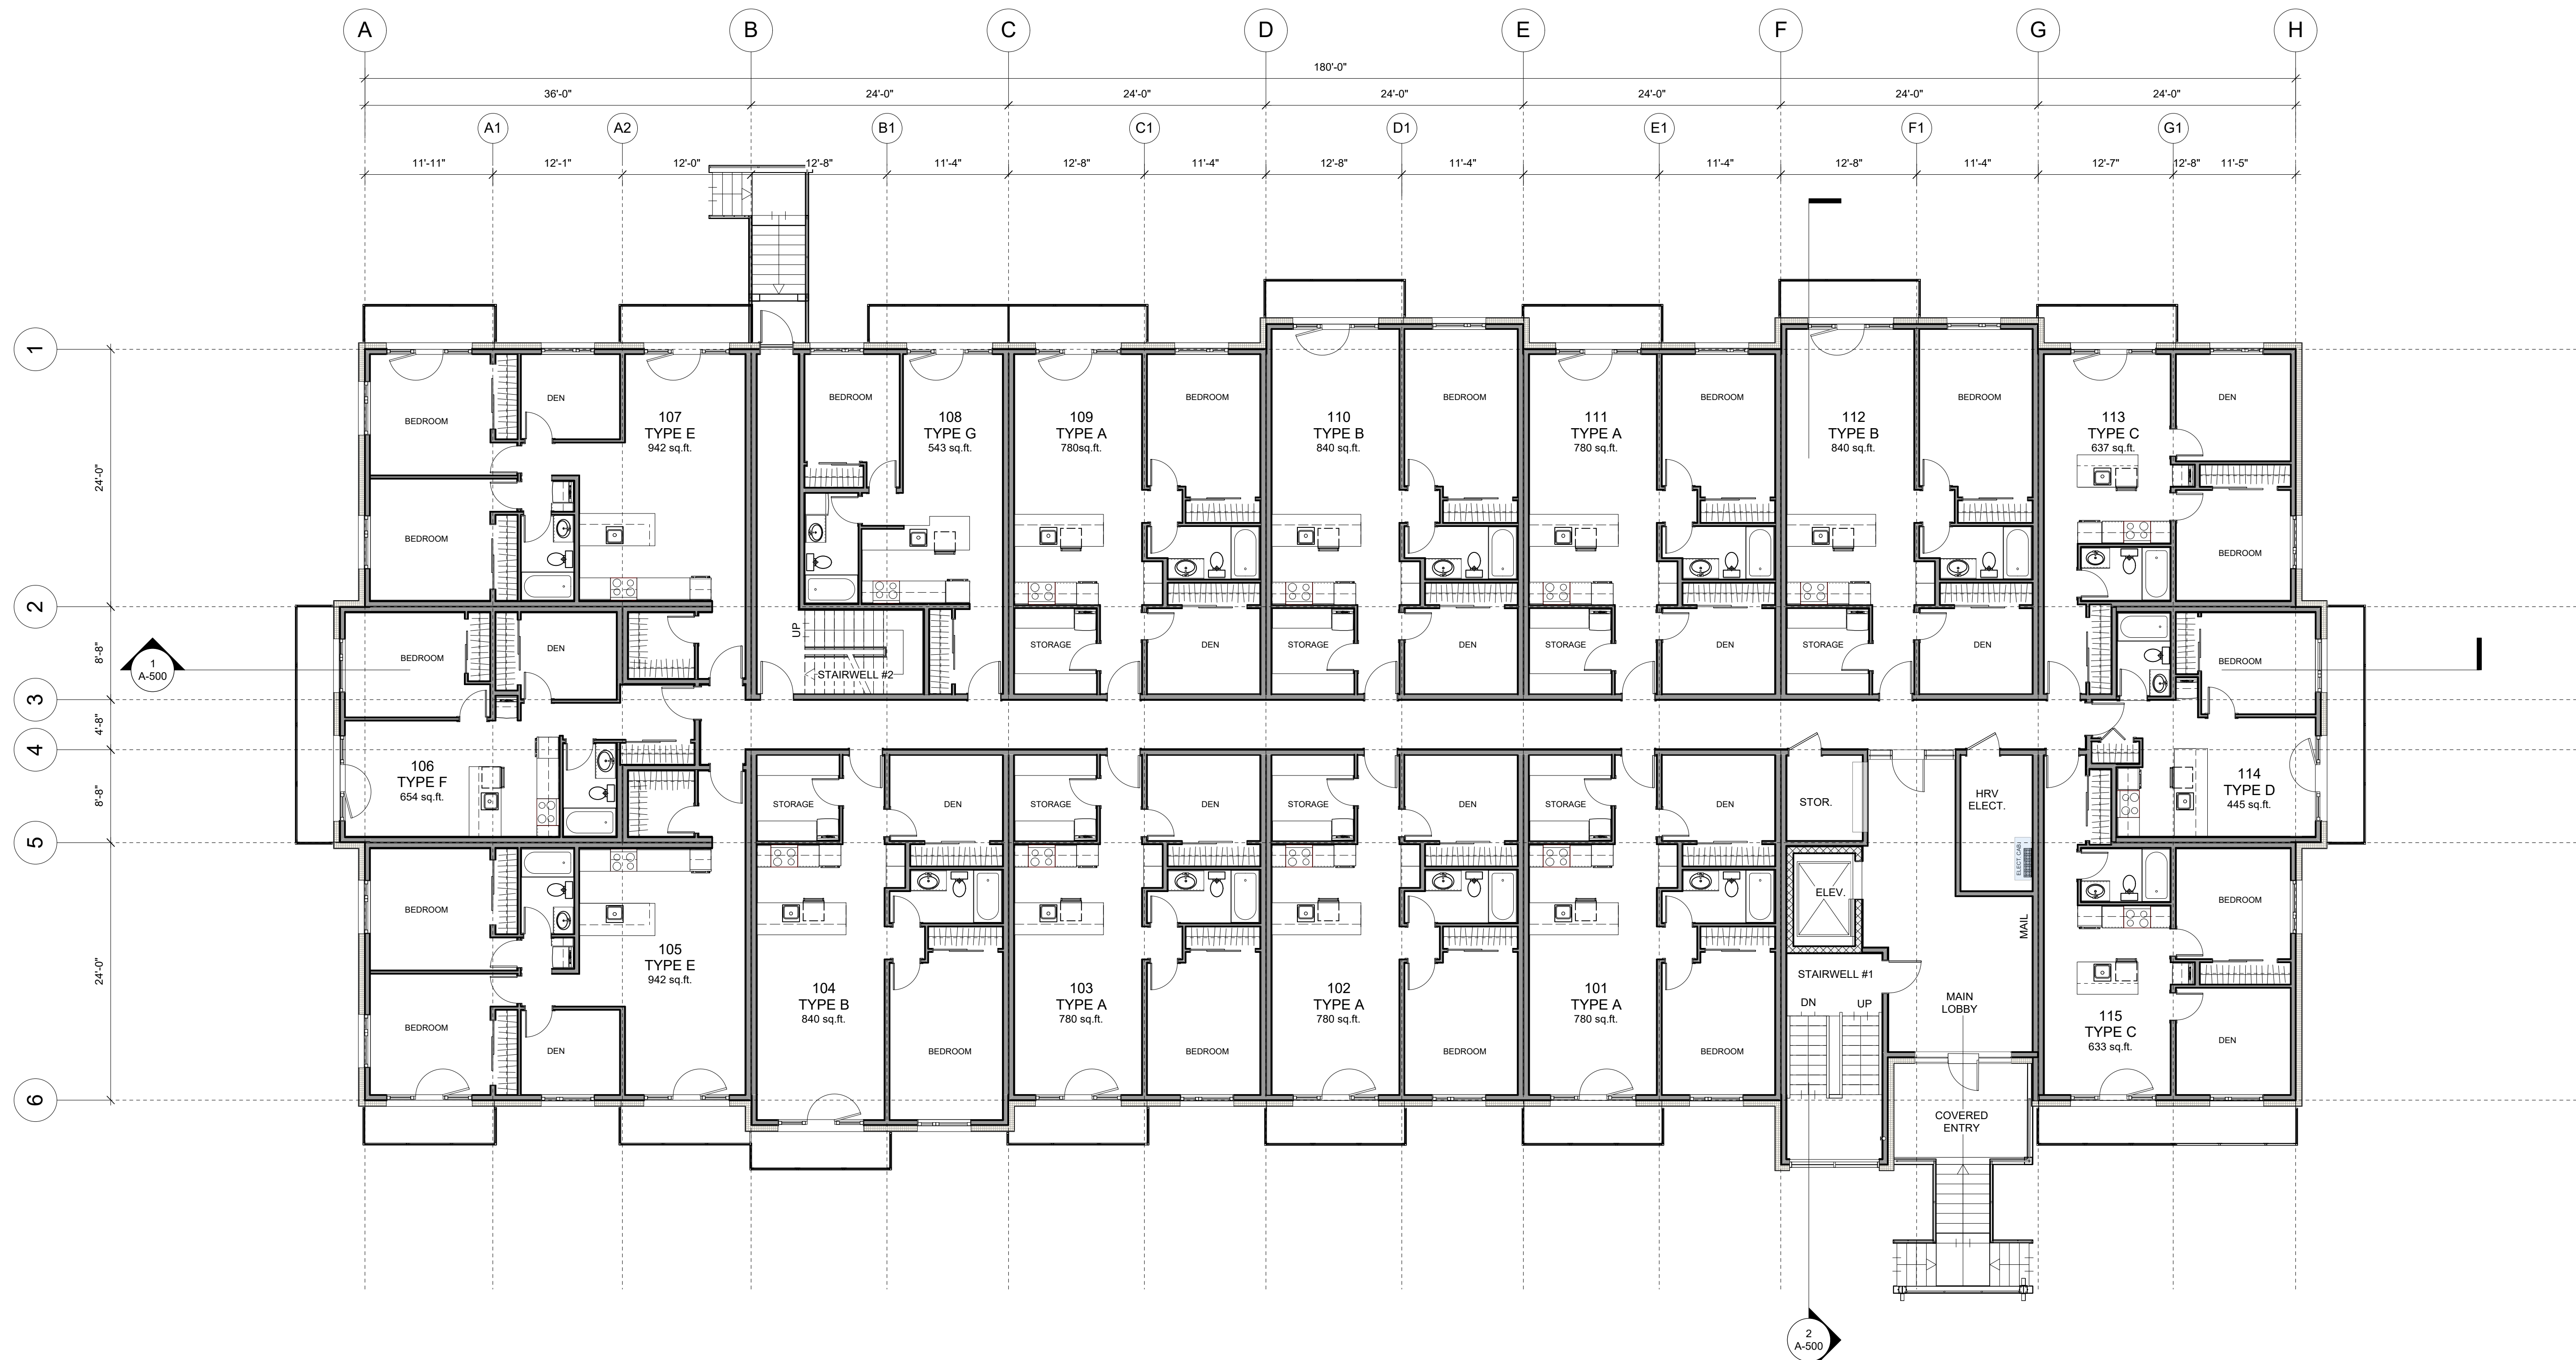 A B C D E F G H
180'-0"
36'-0" 24'-0" 24'-0" 24'-0" 24'-0" 24'-0" 24'-0"
A1 A2 B1 C1 D1 E1 F1 G1
11'-11" 12'-1" 12'-0" 12'-8" 11'-4" 12'-8" 11'-4" 12'-8" 11'-4" 11'-4" 12'-8" 11'-4" 12'-7" 12'-8" 11'-5"
1
24'-0"
2
8'-8"
3
4'-8"
4
8'-8"
5
24'-0"
6
1
A-500
BEDROOM
DEN
107
TYPE E
942 sq.ft.
BEDROOM
BEDROOM
108
TYPE G
543 sq.ft.
109
TYPE A
780sq.ft.
BEDROOM
STORAGE
DEN
110
TYPE B
840 sq.ft.
BEDROOM
STORAGE
DEN
111
TYPE A
780 sq.ft.
BEDROOM
STORAGE
DEN
112
TYPE B
840 sq.ft.
BEDROOM
STORAGE
DEN
113
TYPE C
637 sq.ft.
DEN
BEDROOM
BEDROOM
DEN
UP
STAIRWELL #2
BEDROOM
106
TYPE F
654 sq.ft.
STORAGE
DEN
STORAGE
DEN
STORAGE
DEN
STORAGE
DEN
STOR.
HRV
ELECT.
ELECT CAB.
114
TYPE D
445 sq.ft.
BEDROOM
105
TYPE E
942 sq.ft.
BEDROOM
DEN
104
TYPE B
840 sq.ft.
BEDROOM
103
TYPE A
780 sq.ft.
BEDROOM
102
TYPE A
780 sq.ft.
BEDROOM
101
TYPE A
780 sq.ft.
BEDROOM
ELEV.
MAIL
STAIRWELL #1
DN UP
MAIN
LOBBY
COVERED
ENTRY
BEDROOM
115
TYPE C
633 sq.ft.
DEN
2
A-500